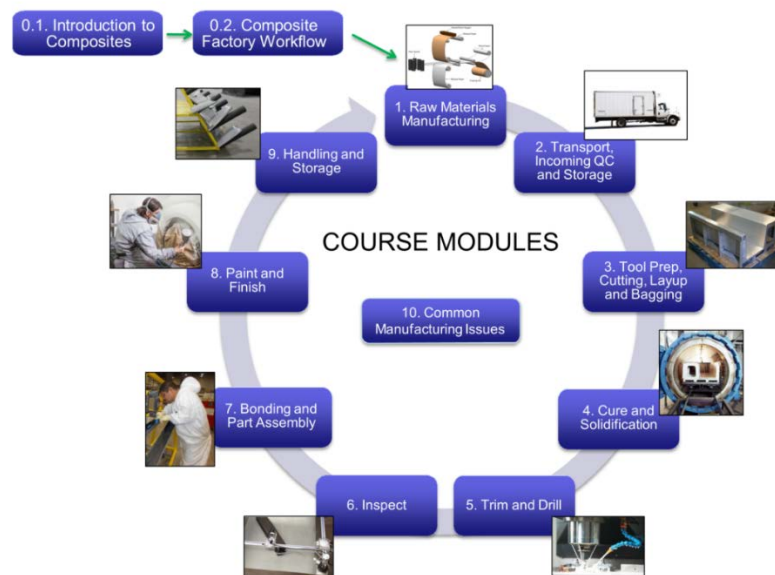 0.1. Introduction to
Composites
0.2. Composite
Factory Workflow
1. Raw Materials
Manufacturing
2. Transport,
Incoming QC
and Storage
3. Tool Prep,
Cutting, Layup
and Bagging
4. Cure and
Solidification
5. Trim and Drill
6. Inspect
7. Bonding and
Part Assembly
8. Paint and
Finish
9. Handling and
Storage
COURSE MODULES
10. Common
Manufacturing Issues